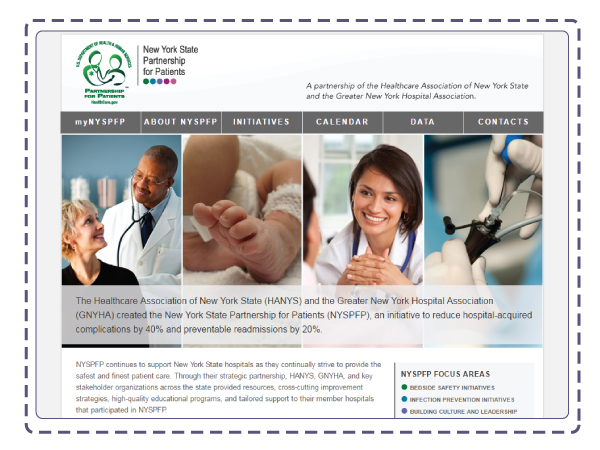 U.S. DEPARTMENT OF HEALTH & HUMAN SERVICES
PARTNERSHIP
FOR PATIENTS
HealthCare.gov
New York State
Partnership
for Patients
A partnership of the Healthcare Association of New York State
and the Greater New York Hospital Association.
myNYSPFP ABOUT NYSPFP INITIATIVES CALENDAR DATA CONTACTS
The Healthcare Association of New York State (HANYS) and the Greater New York Hospital Association
(GNYHA) created the New York State Partnership for Patients (NYSPFP), an initiative to reduce hospital-acquired
complications by 40% and preventable readmissions by 20%.
NYSPFP continues to support New York State hospitals as they continually strive to provide the
safest and finest patient care. Through their strategic partnership, HANYS, GNYHA, and key
stakeholder organizations across the state provided resources, cross-cutting improvement
strategies, high-quality educational programs, and tailored support to their member hospitals
that participated in NYSPFP.
NYSPFP FOCUS AREAS
BEDSIDE SAFETY INITIATIVES
INFECTION PREVENTION INITIATIVES
BUILDING CULTURE AND LEADERSHIP